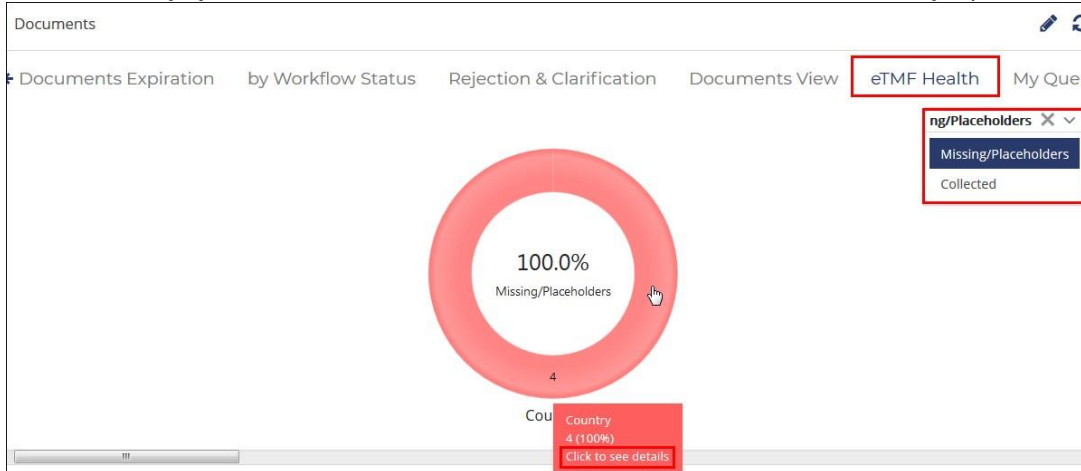 Documents
Documents Expiration by Workflow Status Rejection & Clarification Documents View eTMF Health My Que
ng/Placeholders
Missing/Placeholders
Collected
100.0%
Missing/Placeholders
4
Cou
Country
4 (100%)
Click to see details